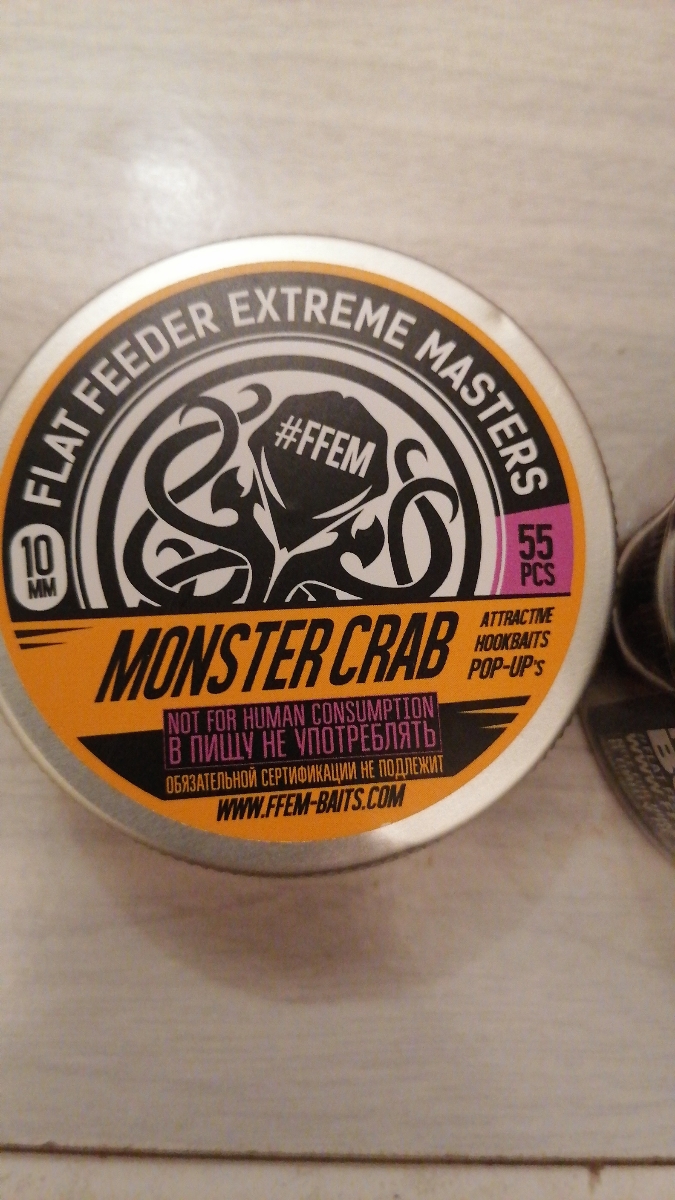 FLAT FEEDER EXTREME MASTERS
#FFEM
10
MM
55
PCS
MONSTER CRAB
ATTRACTIVE
HOOKBAITS
POP-UP's
NOT FOR HUMAN CONSUMPTION
В ПИЩУ НЕ УПОТРЕБЛЯТЬ
ОБЯЗАТЕЛЬНОЙ СЕРТИФИКАЦИИ НЕ ПОДЛЕЖИТ
WWW.FFEM-BAITS.COM